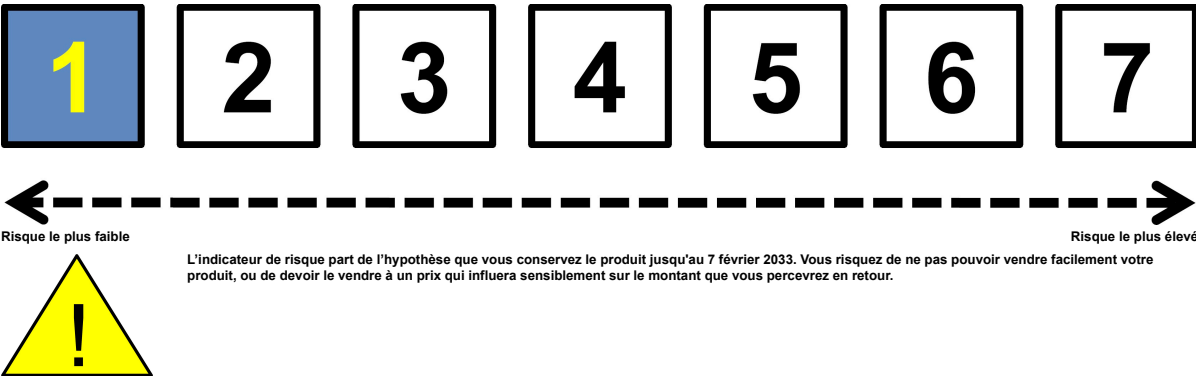 1 2 3 4 5 6 7
Risque le plus faible Risque le plus élevé
L'indicateur de risque part de l’hypothèse que vous conservez le produit jusqu'au 7 février 2033. Vous risquez de ne pas pouvoir vendre facilement votre
produit, ou de devoir le vendre à un prix qui influera sensiblement sur le montant que vous percevrez en retour.
!